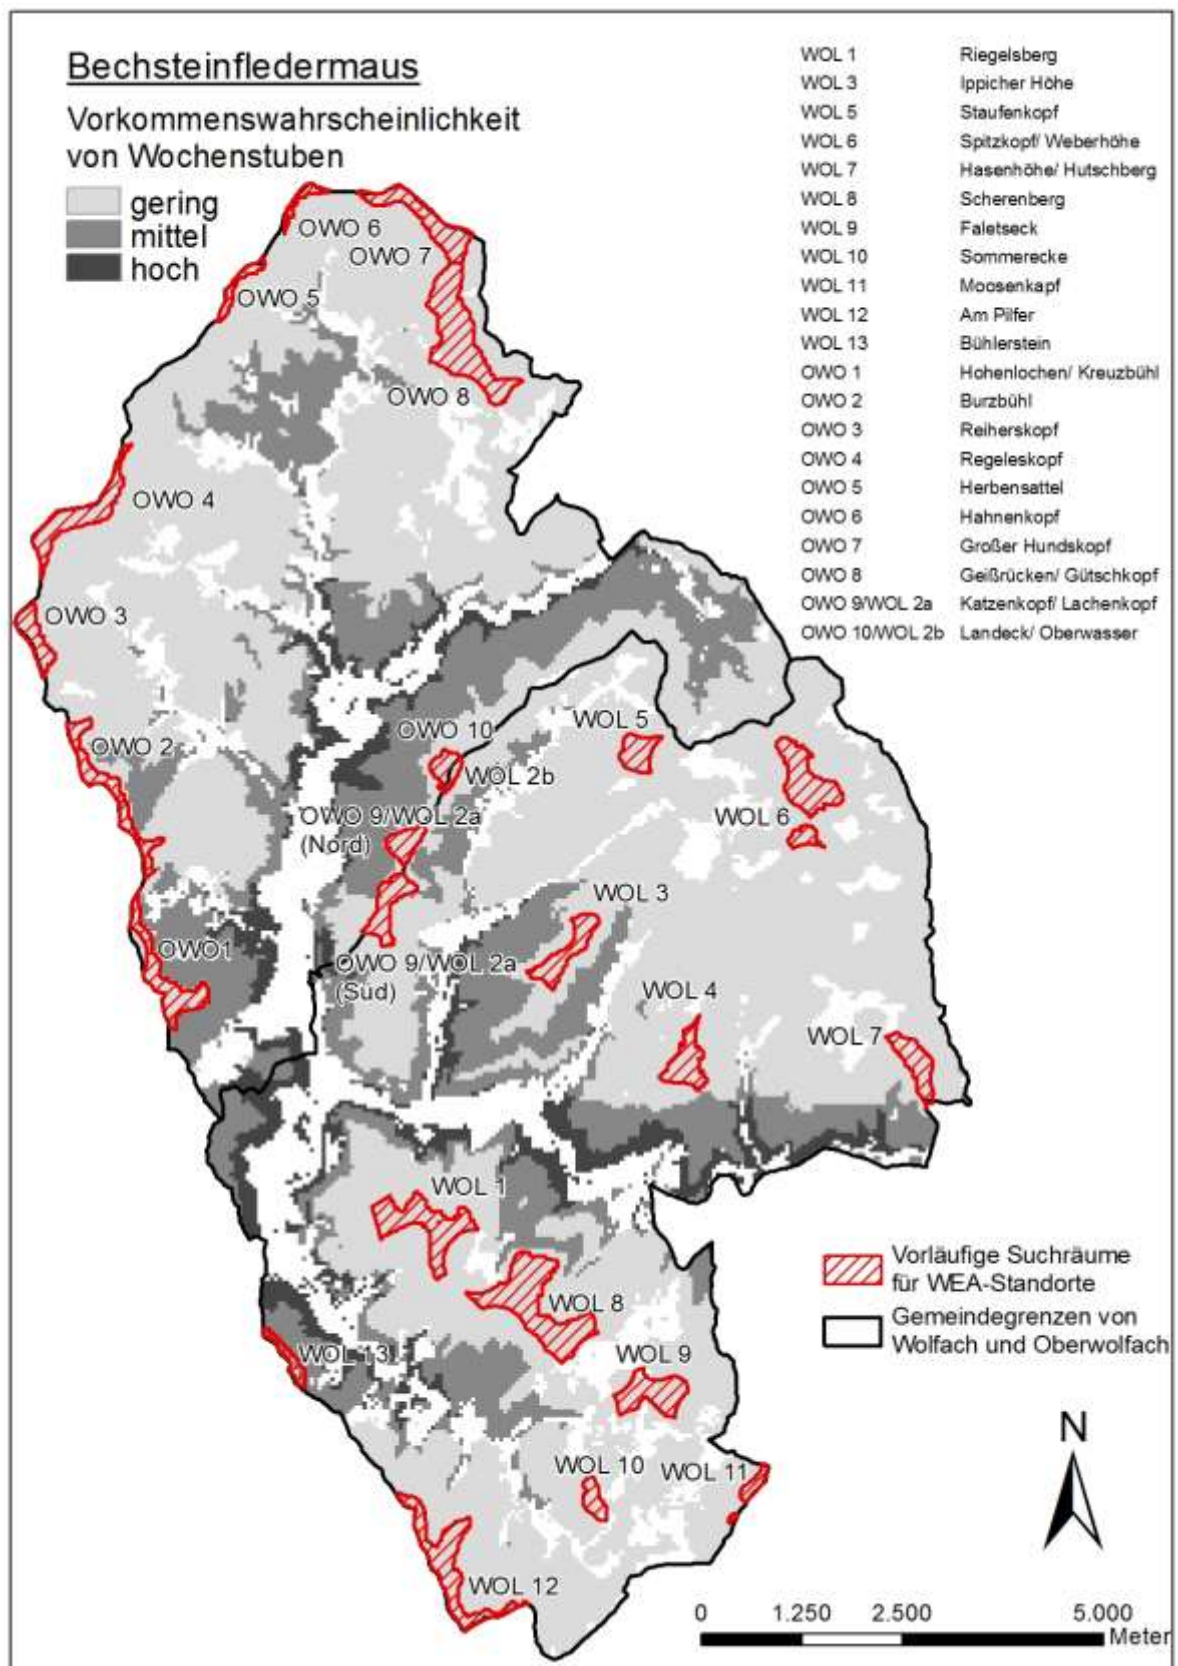 Bechsteinfledermaus
Vorkommenswahrscheinlichkeit
von Wochenstuben
gering
mittel
hoch
WOL 1 Riegelsberg
WOL 3 Ippicher Höhe
WOL 5 Staufenkopf
WOL 6 Spitzkopf/ Weberhöhe
WOL 7 Hasenhöhe/ Hutschberg
WOL 8 Scherenberg
WOL 9 Faletseck
WOL 10 Sommerecke
WOL 11 Moosenkapf
WOL 12 Am Pilfer
WOL 13 Bühlerstein
OWO 1 Hohenlochen/ Kreuzbühl
OWO 2 Burzbühl
OWO 3 Reiherskopf
OWO 4 Regeleskopf
OWO 5 Herbensattel
OWO 6 Hahnenkopf
OWO 7 Großer Hundskopf
OWO 8 Geißrücken/ Gütschkopf
OWO 9/WOL 2a Katzenkopf/ Lachenkopf
OWO 10/WOL 2b Landeck/ Oberwasser
OWO 6
OWO 7
OWO 5
OWO 8
OWO 4
OWO 3
OWO 2
OWO 10
WOL 5
WOL 2b
OWO 9/WOL 2a
(Nord)
WOL 6
WOL 3
OWO1
OWO 9/WOL 2a
(Süd)
WOL 4
WOL 7
WOL 1
WOL 8
WOL 13
WOL 9
WOL 10
WOL 11
WOL 12
Vorläufige Suchräume
für WEA-Standorte
Gemeindegrenzen von
Wolfach und Oberwolfach
N
0 1.250 2.500 5.000
Meter